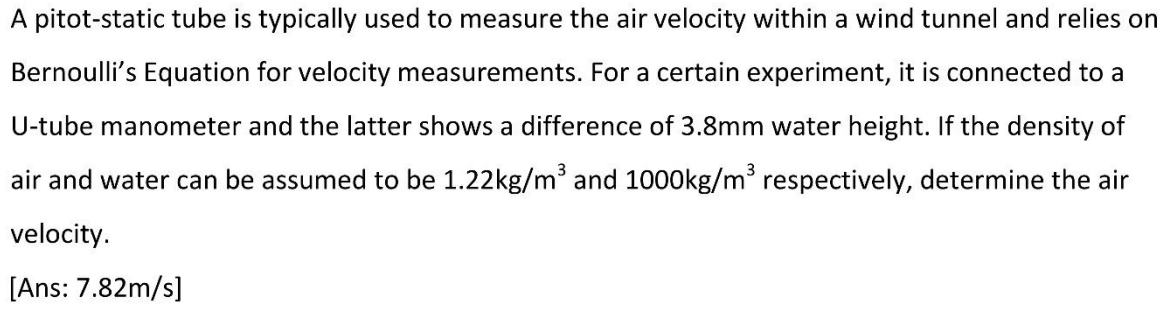 A pitot-static tube is typically used to measure the air velocity within a wind tunnel and relies on
Bernoulli’s Equation for velocity measurements. For a certain experiment, it is connected to a
U-tube manometer and the latter shows a difference of 3.8mm water height. If the density of
air and water can be assumed to be 1.22kg/m³ and 1000kg/m³ respectively, determine the air
velocity.
[Ans: 7.82m/s]